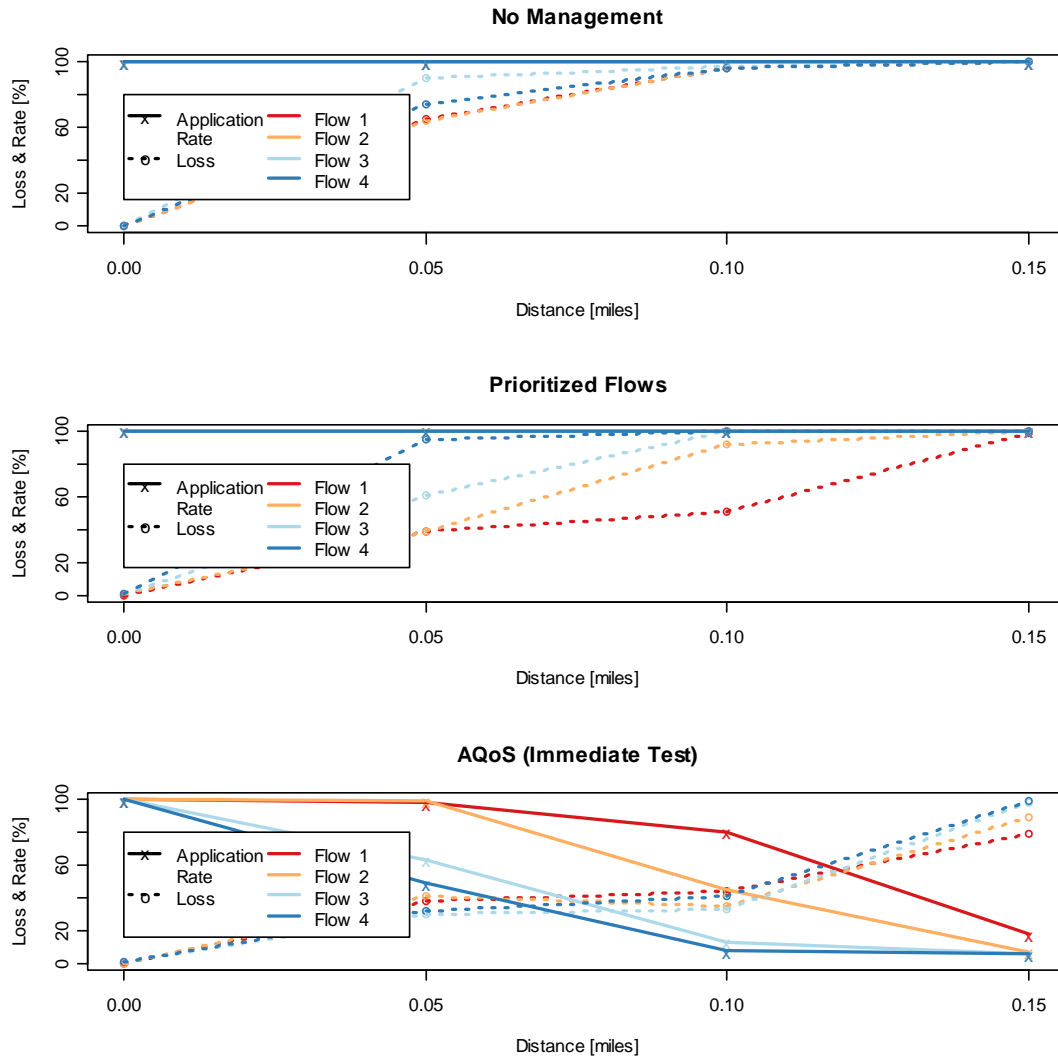 No Management
Loss & Rate [%]
100
60
20
0
x Application Rate
Loss
Flow 1
Flow 2
Flow 3
Flow 4
0.00 0.05 0.10 0.15
Distance [miles]
Prioritized Flows
Loss & Rate [%]
100
60
20
0
x Application Rate
Loss
Flow 1
Flow 2
Flow 3
Flow 4
0.00 0.05 0.10 0.15
Distance [miles]
AQoS (Immediate Test)
Loss & Rate [%]
100
60
20
0
x Application Rate
Loss
Flow 1
Flow 2
Flow 3
Flow 4
0.00 0.05 0.10 0.15
Distance [miles]